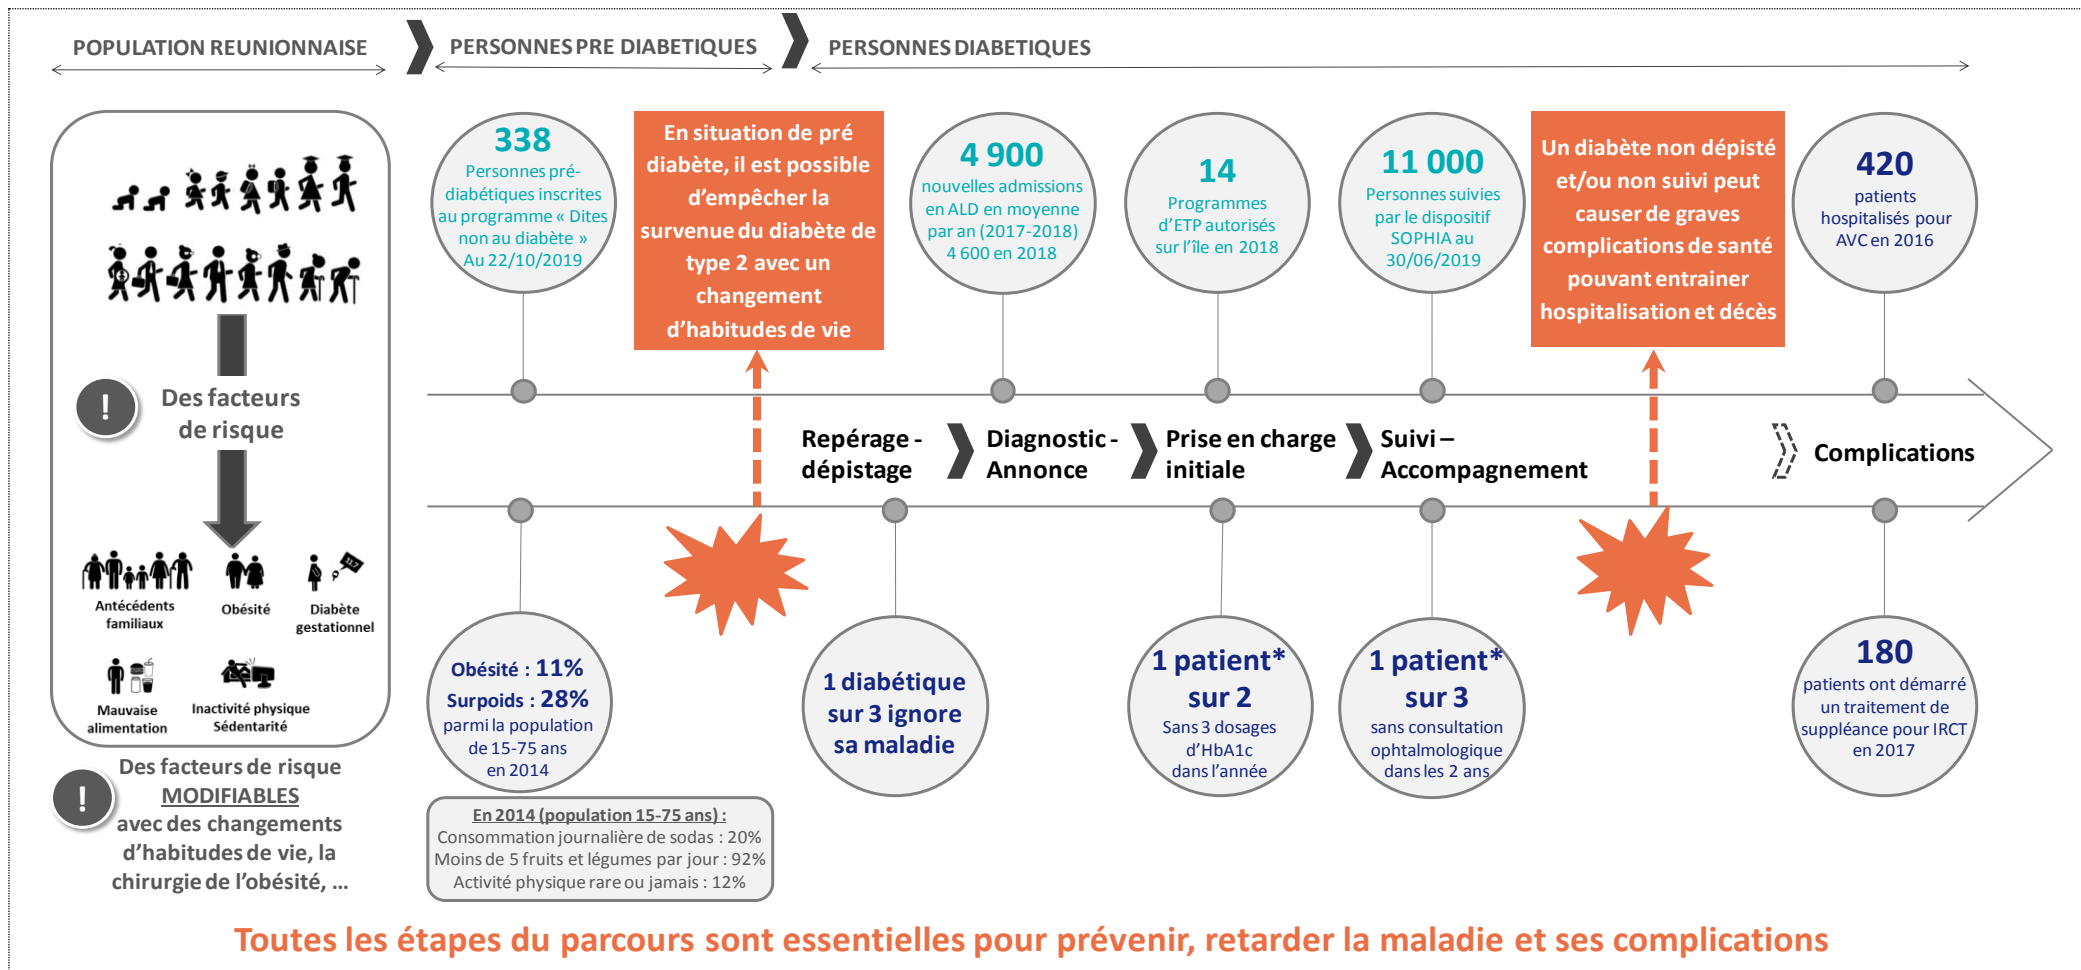 POPULATION REUNIONNAISE
PERSONNES PRE DIABETIQUES
PERSONNES DIABETIQUES
!
Des facteurs
de risque
Antécédents
familiaux
Obésité
Diabète
gestationnel
Mauvaise
alimentation
Inactivité physique
Sédentarité
!
Des facteurs de risque
MODIFIABLES
avec des changements
d’habitudes de vie, la
chirurgie de l’obésité, ...
338
Personnes pré-
diabétiques inscrites
au programme « Dites
non au diabète »
Au 22/10/2019
En situation de pré
diabète, il est possible
d’empêcher la
survenue du diabète de
type 2 avec un
changement
d’habitudes de vie
4 900
nouvelles admissions
en ALD en moyenne
par an (2017-2018)
4 600 en 2018
14
Programmes
d’ETP autorisés
sur l’île en 2018
11 000
Personnes suivies
par le dispositif
SOPHIA au
30/06/2019
Un diabète non dépisté
et/ou non suivi peut
causer de graves
complications de santé
pouvant entrainer
hospitalisation et décès
420
patients
hospitalisés pour
AVC en 2016
Repérage -
dépistage
Diagnostic -
Annonce
Prise en charge
initiale
Suivi –
Accompagnement
Complications
Obésité : 11%
Surpoids : 28%
parmi la population
de 15-75 ans
en 2014
1 diabétique
sur 3 ignore
sa maladie
1 patient*
sur 2
Sans 3 dosages
d’HbA1c
dans l’année
1 patient*
sur 3
sans consultation
ophtalmologique
dans les 2 ans
180
patients ont démarré
un traitement de
suppléance pour IRCT
en 2017
En 2014 (population 15-75 ans) :
Consommation journalière de sodas : 20%
Moins de 5 fruits et légumes par jour : 92%
Activité physique rare ou jamais : 12%
Toutes les étapes du parcours sont essentielles pour prévenir, retarder la maladie et ses complications